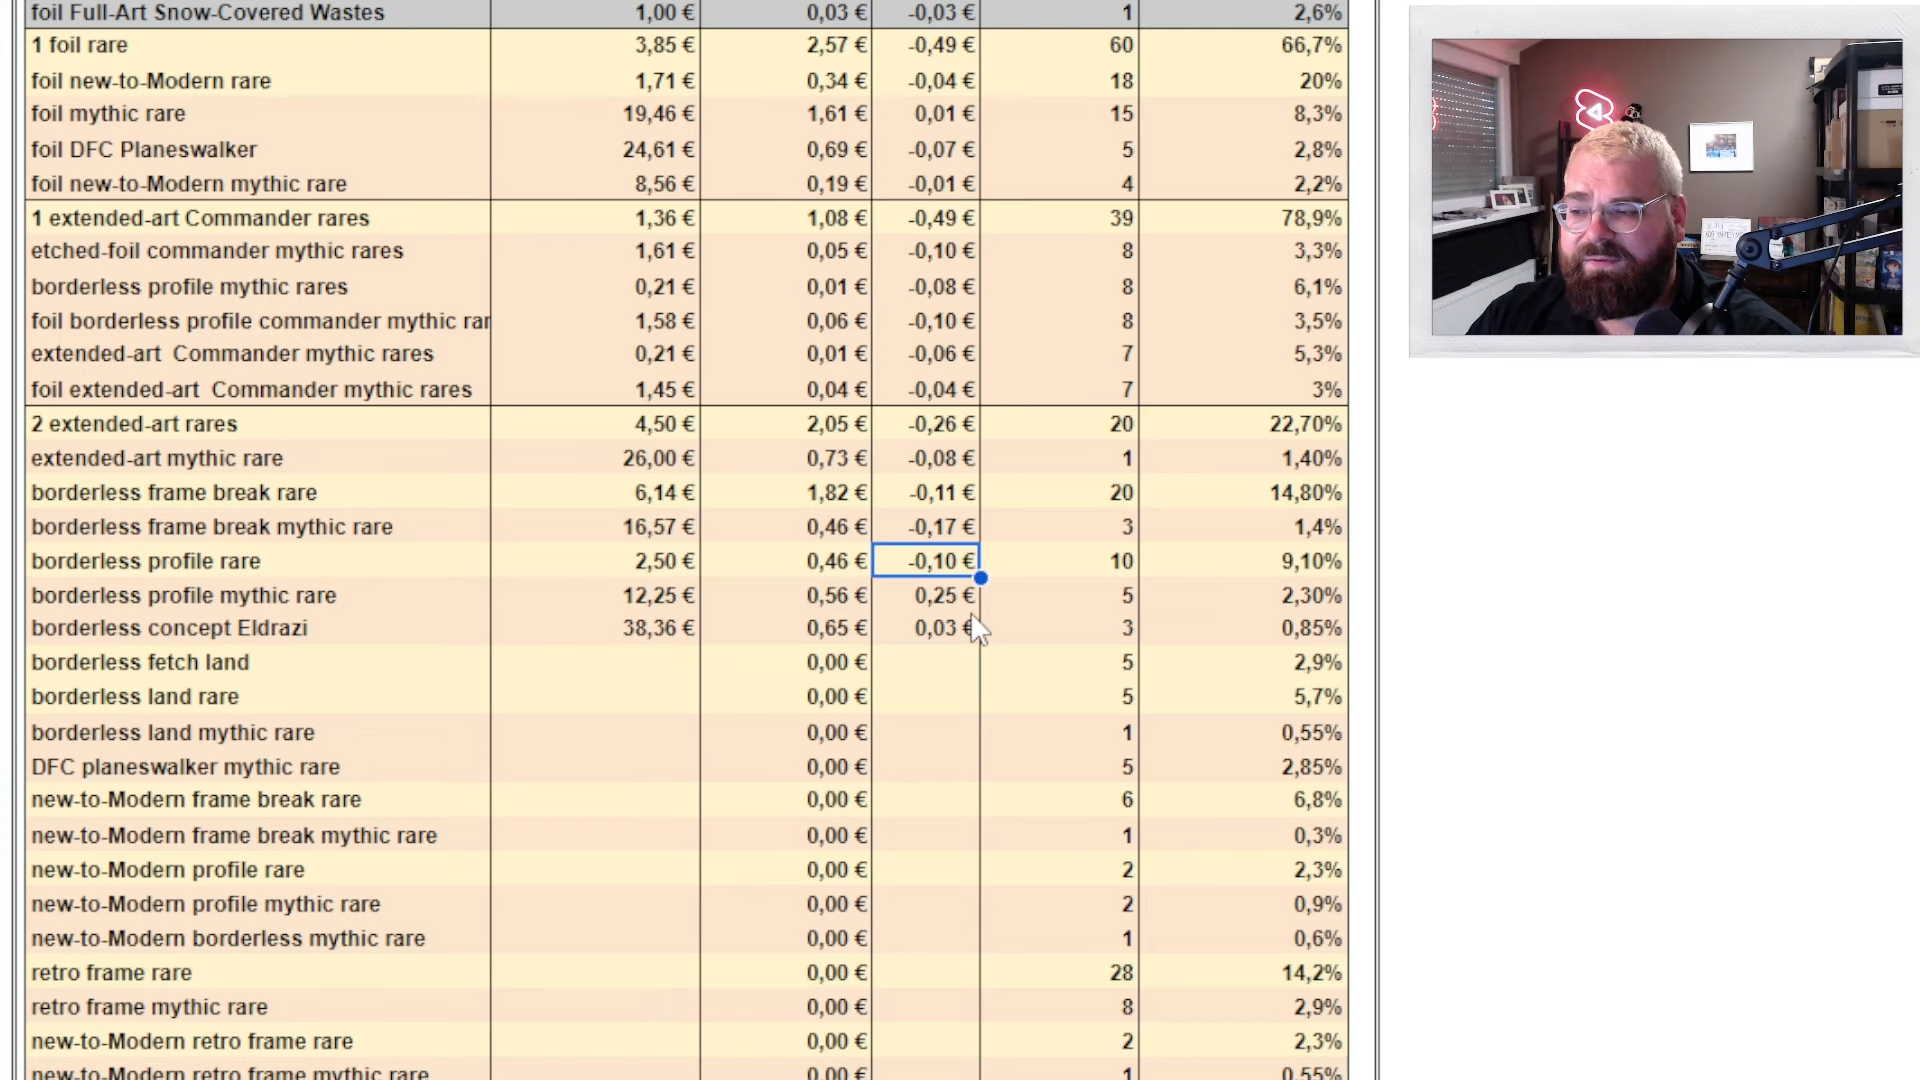 foil Full-Art Snow-Covered Wastes 1,00 € 0,03 € -0,03 € 1 2,6%
1 foil rare 3,85 € 2,57 € -0,49 € 60 66,7%
foil new-to-Modern rare 1,71 € 0,34 € -0,04 € 18 20%
foil mythic rare 19,46 € 1,61 € 0,01 € 15 8,3%
foil DFC Planeswalker 24,61 € 0,69 € -0,07 € 5 2,8%
foil new-to-Modern mythic rare 8,56 € 0,19 € -0,01 € 4 2,2%
1 extended-art Commander rares 1,36 € 1,08 € -0,49 € 39 78,9%
etched-foil commander mythic rares 1,61 € 0,05 € -0,10 € 8 3,3%
borderless profile mythic rares 0,21 € 0,01 € -0,08 € 8 6,1%
foil borderless profile commander mythic rar 1,58 € 0,06 € -0,10 € 8 3,5%
extended-art Commander mythic rares 0,21 € 0,01 € -0,06 € 7 5,3%
foil extended-art Commander mythic rares 1,45 € 0,04 € -0,04 € 7 3%
2 extended-art rares 4,50 € 2,05 € -0,26 € 20 22,70%
extended-art mythic rare 26,00 € 0,73 € -0,08 € 1 1,40%
borderless frame break rare 6,14 € 1,82 € -0,11 € 20 14,80%
borderless frame break mythic rare 16,57 € 0,46 € -0,17 € 3 1,4%
borderless profile rare 2,50 € 0,46 € -0,10 € 10 9,10%
borderless profile mythic rare 12,25 € 0,56 € 0,25 € 5 2,30%
borderless concept Eldrazi 38,36 € 0,65 € 0,03 € 3 0,85%
borderless fetch land 0,00 € 5 2,9%
borderless land rare 0,00 € 5 5,7%
borderless land mythic rare 0,00 € 1 0,55%
DFC planeswalker mythic rare 0,00 € 5 2,85%
new-to-Modern frame break rare 0,00 € 6 6,8%
new-to-Modern frame break mythic rare 0,00 € 1 0,3%
new-to-Modern profile rare 0,00 € 2 2,3%
new-to-Modern profile mythic rare 0,00 € 2 0,9%
new-to-Modern borderless mythic rare 0,00 € 1 0,6%
retro frame rare 0,00 € 28 14,2%
retro frame mythic rare 0,00 € 8 2,9%
new-to-Modern retro frame rare 0,00 € 2 2,3%
new-to-Modern retro frame mythic rare 0,00 € 1 0,55%